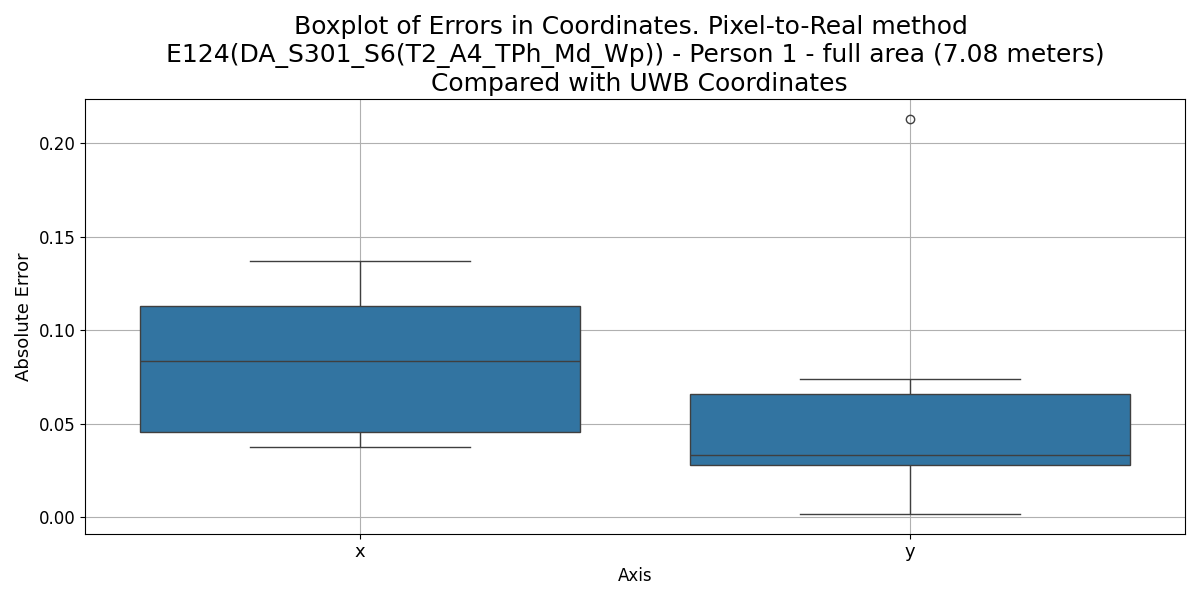 Boxplot of Errors in Coordinates. Pixel-to-Real method
E124(DA_S301_S6(T2_A4_TPh_Md_Wp)) - Person 1 - full area (7.08 meters)
Compared with UWB Coordinates
Absolute Error
0.20
0.15
0.10
0.05
0.00
x y
Axis